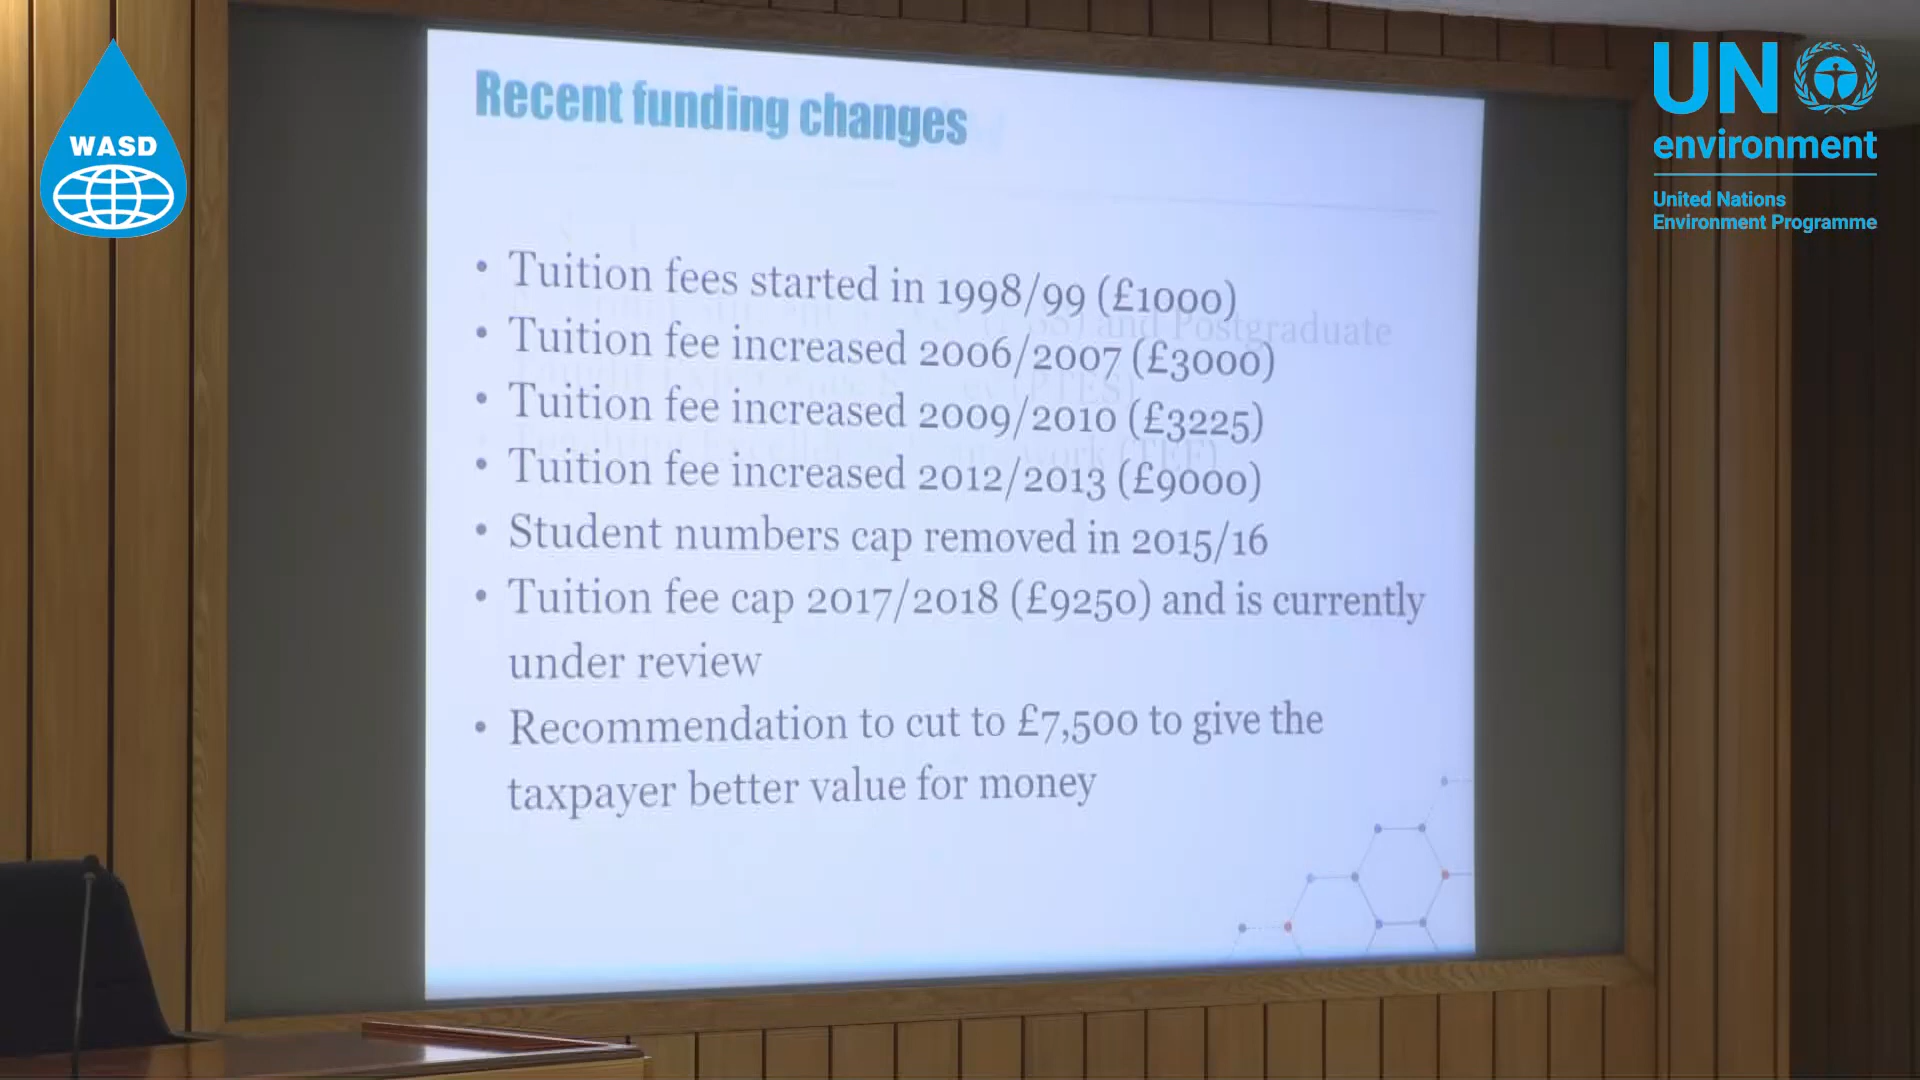 WASD
UN
environment
United Nations
Environment Programme
Recent funding changes
• Tuition fees started in 1998/99 (£1000)
• Tuition fee increased 2006/2007 (£3000)
• Tuition fee increased 2009/2010 (£3225)
• Tuition fee increased 2012/2013 (£9000)
• Student numbers cap removed in 2015/16
• Tuition fee cap 2017/2018 (£9250) and is currently
under review
• Recommendation to cut to £7,500 to give the
taxpayer better value for money
and Postgraduate